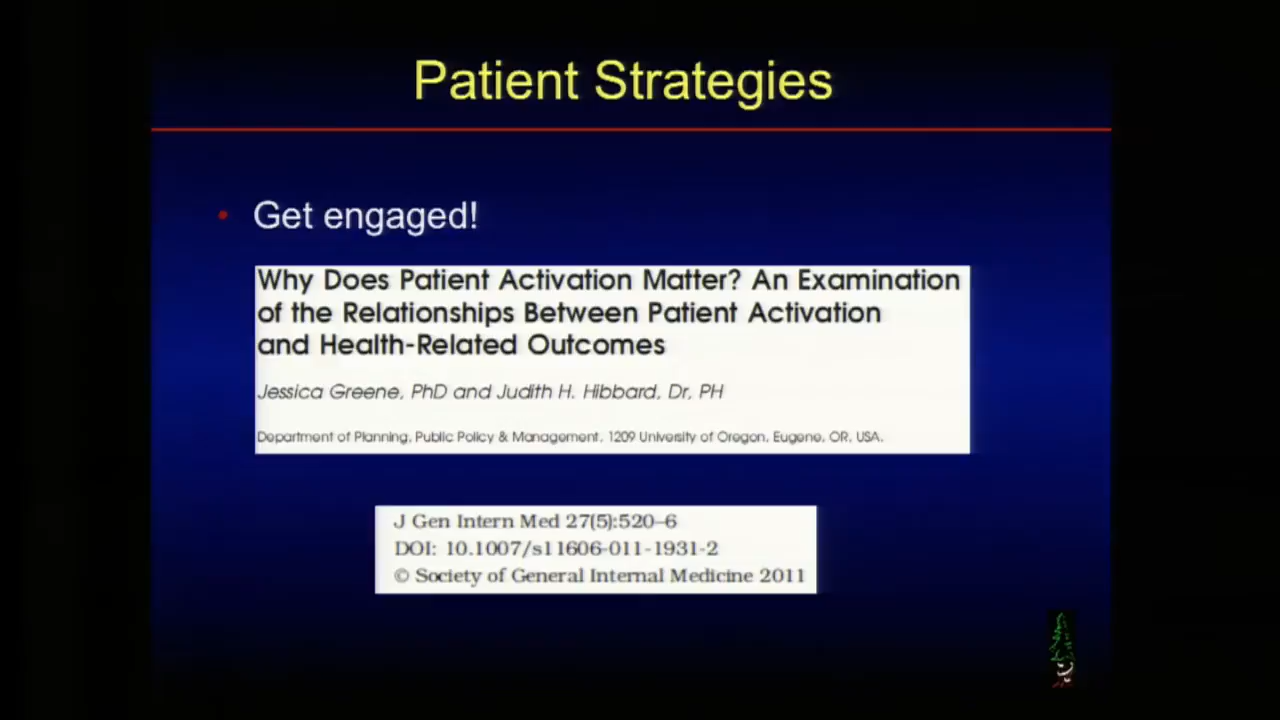 Patient Strategies
• Get engaged!
Why Does Patient Activation Matter? An Examination
of the Relationships Between Patient Activation
and Health-Related Outcomes
Jessica Greene, PhD and Judith H. Hibbard, Dr, PH
Department of Planning, Public Policy & Management, 1209 University of Oregon, Eugene, OR, USA.
J Gen Intern Med 27(5):520–6
DOI: 10.1007/s11606-011-1931-2
© Society of General Internal Medicine 2011